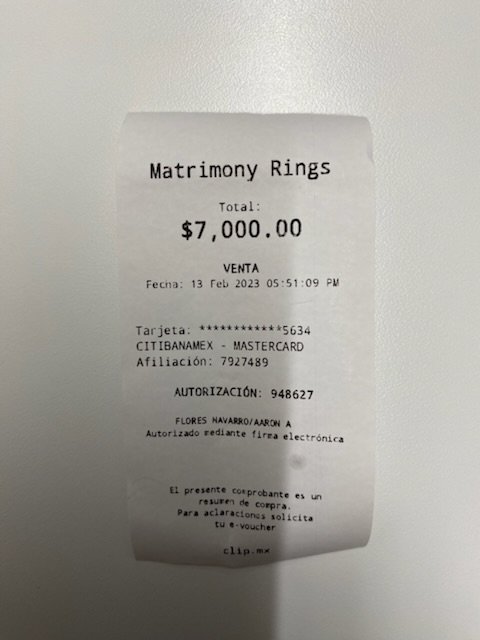 Matrimony Rings
Total:
$7,000.00
VENTA
Fecha: 13 Feb 2023 05:51:09 PM
Tarjeta: ************5634
CITIBANAMEX - MASTERCARD
Afiliación: 7927489
AUTORIZACIÓN: 948627
FLORES NAVARRO/AARON A
Autorizado mediante firma electrónica
El presente comprobante es un
resumen de compra.
Para aclaraciones solicita
tu e-voucher
clip.mx